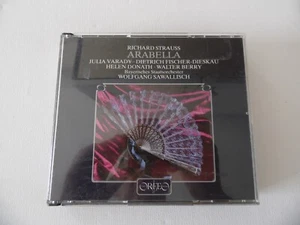 RICHARD STRAUSS
ARABELLA
JULIA VARADY · DIETRICH FISCHER-DIESKAU
HELEN DONATH · WALTER BERRY
Bayerisches Staatsorchester
WOLFGANG SAWALLISCH
ORFEO